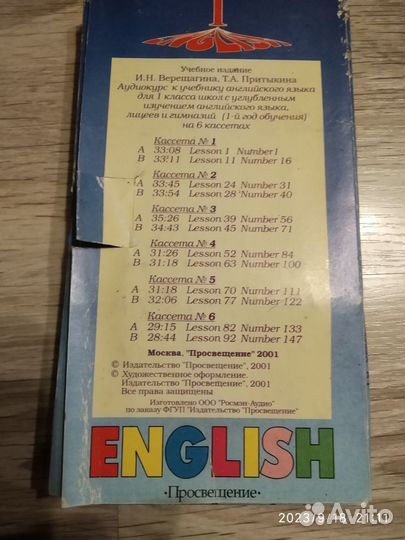 1
Учебное издание
И.Н. Верещагина, Т.А. Притыкина
Аудиокурс к учебнику английского языка
для 1 класса школ с углубленным
изучением английского языка,
лицеев и гимназий (1-й год обучения)
на 6 кассетах
Кассета № 1
A 33:08 Lesson 1 Number1
B 33:11 Lesson 11 Number 16
Кассета № 2
A 33:45 Lesson 24 Number 31
B 33:54 Lesson 28 Number 40
Кассета № 3
A 35:26 Lesson 39 Number 56
B 34:43 Lesson 45 Number 71
Кассета № 4
A 31:26 Lesson 52 Number 84
B 31:18 Lesson 63 Number 100
Кассета № 5
A 31:18 Lesson 70 Number 111
B 32:06 Lesson 77 Number 122
Кассета № 6
A 29:15 Lesson 82 Number 133
B 28:44 Lesson 92 Number 147
Москва. "Просвещение" 2001
© Издательство "Просвещение", 2001
© Художественное оформление.
Издательство "Просвещение", 2001
Все права защищены
Изготовлено ООО "Росмэн-Аудио"
по заказу ФГУП "Издательство "Просвещение"
ENGLISH
·Просвещение·
2023/9/18 21:11
Avito